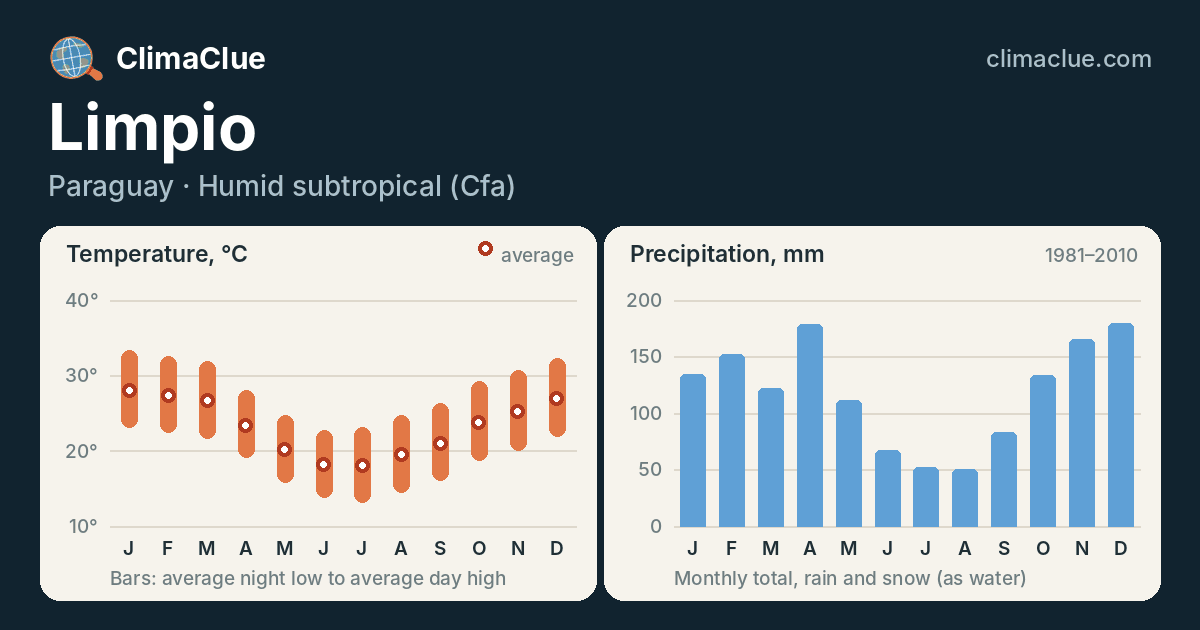 ClimaClue
climaclue.com
Limpio
Paraguay · Humid subtropical (Cfa)
Temperature, °C
average
40°
30°
20°
10°
J F M A M J J A S O N D
Bars: average night low to average day high
Precipitation, mm
1981–2010
200
150
100
50
0
J F M A M J J A S O N D
Monthly total, rain and snow (as water)